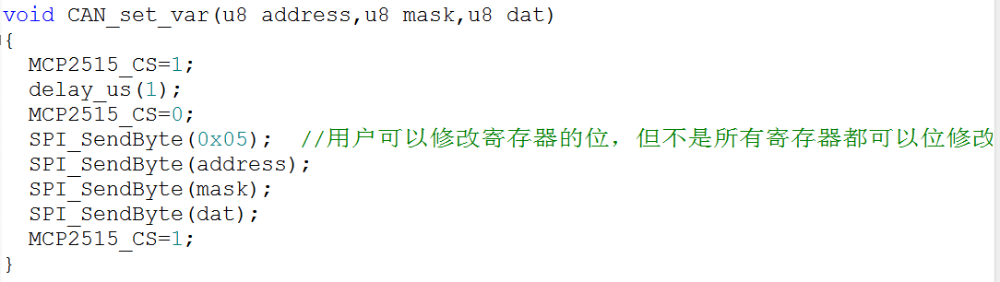 void CAN_set_var(u8 address,u8 mask,u8 dat)
{
  MCP2515_CS=1;
  delay_us(1);
  MCP2515_CS=0;
  SPI_SendByte(0x05);  //用户可以修改寄存器的位，但不是所有寄存器都可以位修改
  SPI_SendByte(address);
  SPI_SendByte(mask);
  SPI_SendByte(dat);
  MCP2515_CS=1;
}